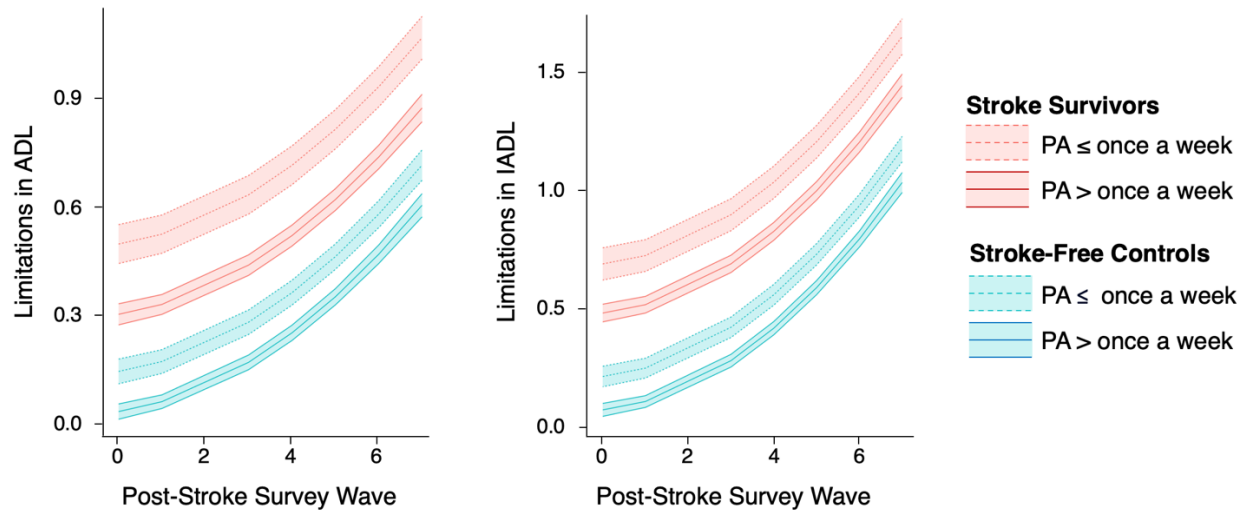 Limitations in ADL
0.9
0.6
0.3
0.0
0 2 4 6
Post-Stroke Survey Wave
Limitations in IADL
1.5
1.0
0.5
0.0
0 2 4 6
Post-Stroke Survey Wave
Stroke Survivors
PA ≤ once a week
PA > once a week
Stroke-Free Controls
PA ≤ once a week
PA > once a week